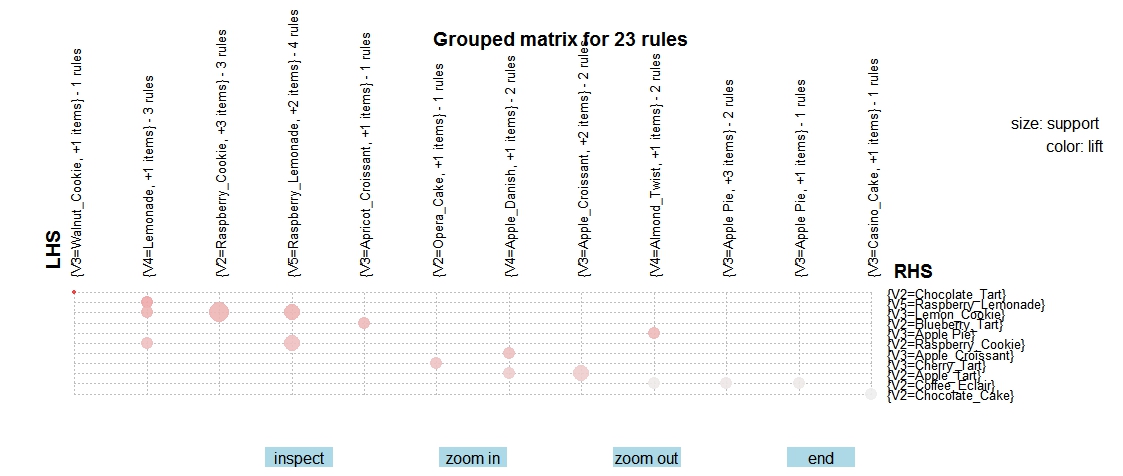 Grouped matrix for 23 rules
size: support
color: lift
LHS
{V3=Walnut_Cookie, +1 items} - 1 rules
{V4=Lemonade, +1 items} - 3 rules
{V2=Raspberry_Cookie, +3 items} - 3 rules
{V5=Raspberry_Lemonade, +2 items} - 4 rules
{V3=Apricot_Croissant, +1 items} - 1 rules
{V2=Opera_Cake, +1 items} - 1 rules
{V4=Apple_Danish, +1 items} - 2 rules
{V3=Apple_Croissant, +2 items} - 2 rules
{V4=Almond_Twist, +1 items} - 2 rules
{V3=Apple Pie, +3 items} - 2 rules
{V3=Apple Pie, +1 items} - 1 rules
{V3=Casino_Cake, +1 items} - 1 rules
RHS
{V2=Chocolate_Tart}
{V5=Raspberry_Lemonade}
{V3=Lemon_Cookie}
{V2=Blueberry_Tart}
{V3=Apple Pie}
{V2=Raspberry_Cookie}
{V3=Apple_Croissant}
{V3=Cherry_Tart}
{V2=Apple_Tart}
{V2=Coffee_Eclair}
{V2=Chocolate_Cake}
inspect
zoom in
zoom out
end